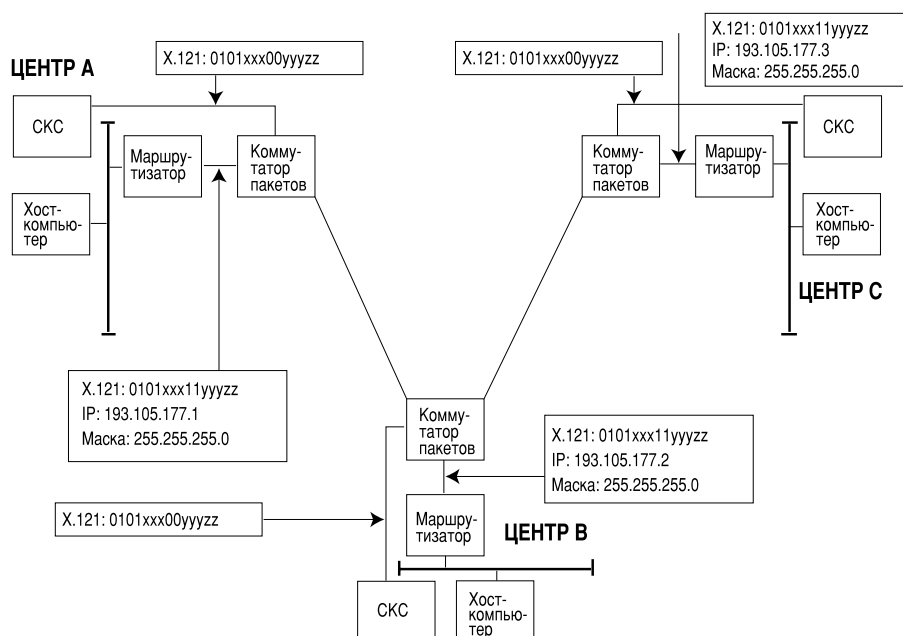 X.121: 0101xxx00yyyzz
X.121: 0101xxx00yyyzz
X.121: 0101xxx11yyyzz
IP: 193.105.177.3
Маска: 255.255.255.0
ЦЕНТР A
СКС
Маршру-
тизатор
Комму-
татор
пакетов
Хост-
компью-
тер
Комму-
татор
пакетов
Маршру-
тизатор
СКС
Хост-
компью-
тер
ЦЕНТР C
X.121: 0101xxx11yyyzz
IP: 193.105.177.1
Маска: 255.255.255.0
Комму-
татор
пакетов
X.121: 0101xxx11yyyzz
IP: 193.105.177.2
Маска: 255.255.255.0
X.121: 0101xxx00yyyzz
Маршру-
тизатор
ЦЕНТР B
СКС
Хост-
компью-
тер